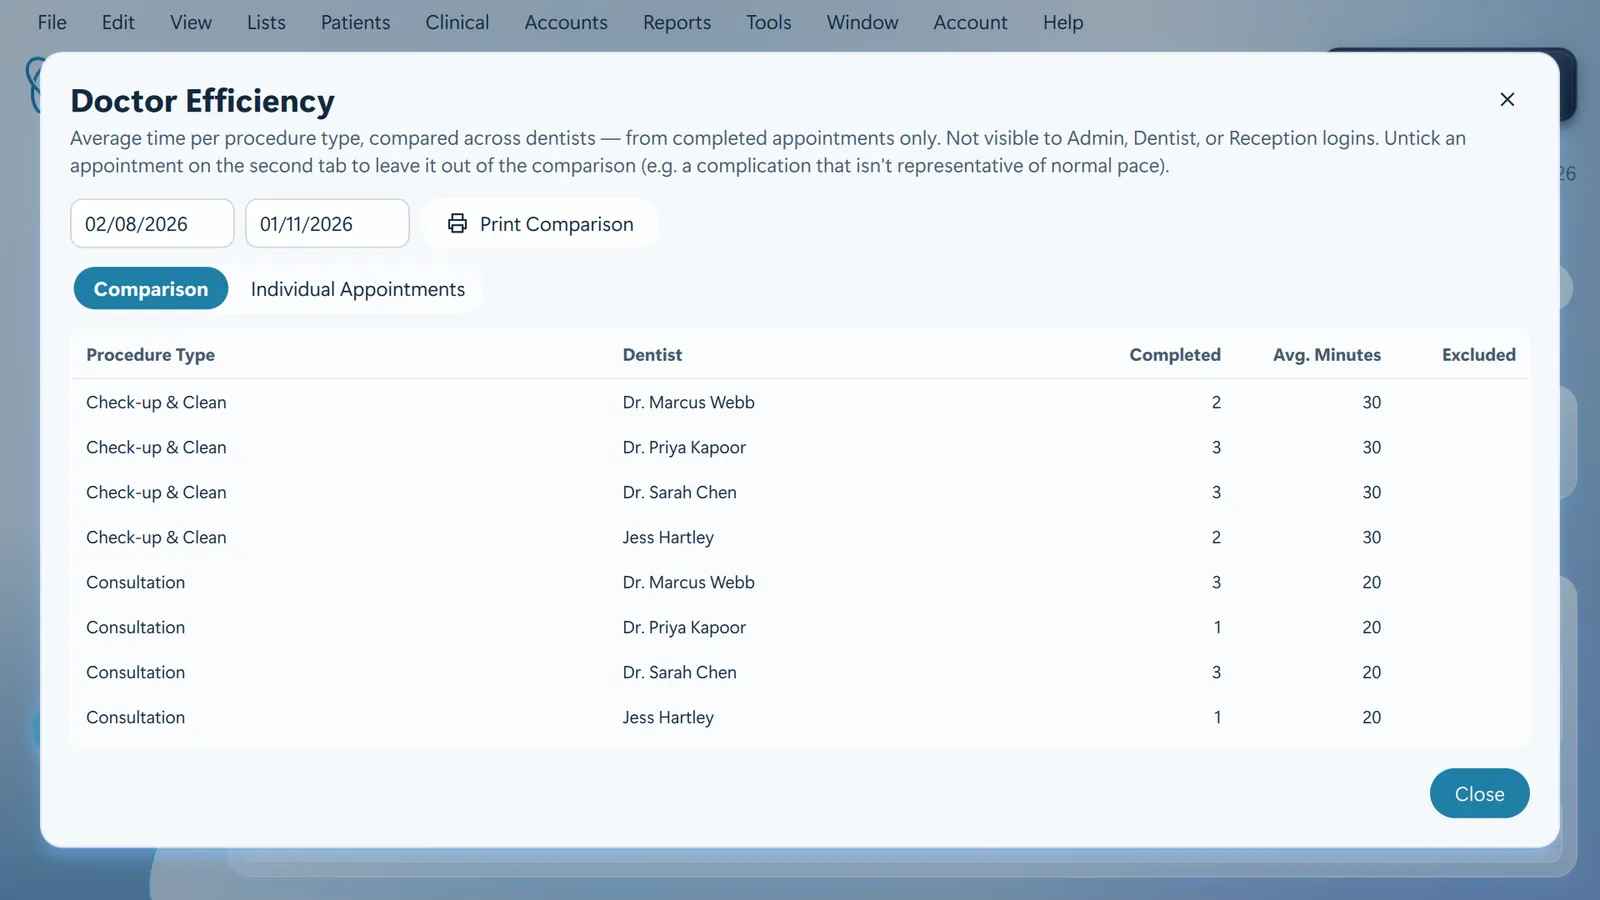 File Edit View Lists Patients Clinical Accounts Reports Tools Window Account Help
Doctor Efficiency
Average time per procedure type, compared across dentists — from completed appointments only. Not visible to Admin, Dentist, or Reception logins. Untick an
appointment on the second tab to leave it out of the comparison (e.g. a complication that isn't representative of normal pace).
26
02/08/2026 01/11/2026 Print Comparison
Comparison Individual Appointments
Procedure Type Dentist Completed Avg. Minutes Excluded
Check-up & Clean Dr. Marcus Webb 2 30
Check-up & Clean Dr. Priya Kapoor 3 30
Check-up & Clean Dr. Sarah Chen 3 30
Check-up & Clean Jess Hartley 2 30
Consultation Dr. Marcus Webb 3 20
Consultation Dr. Priya Kapoor 1 20
Consultation Dr. Sarah Chen 3 20
Consultation Jess Hartley 1 20
Close